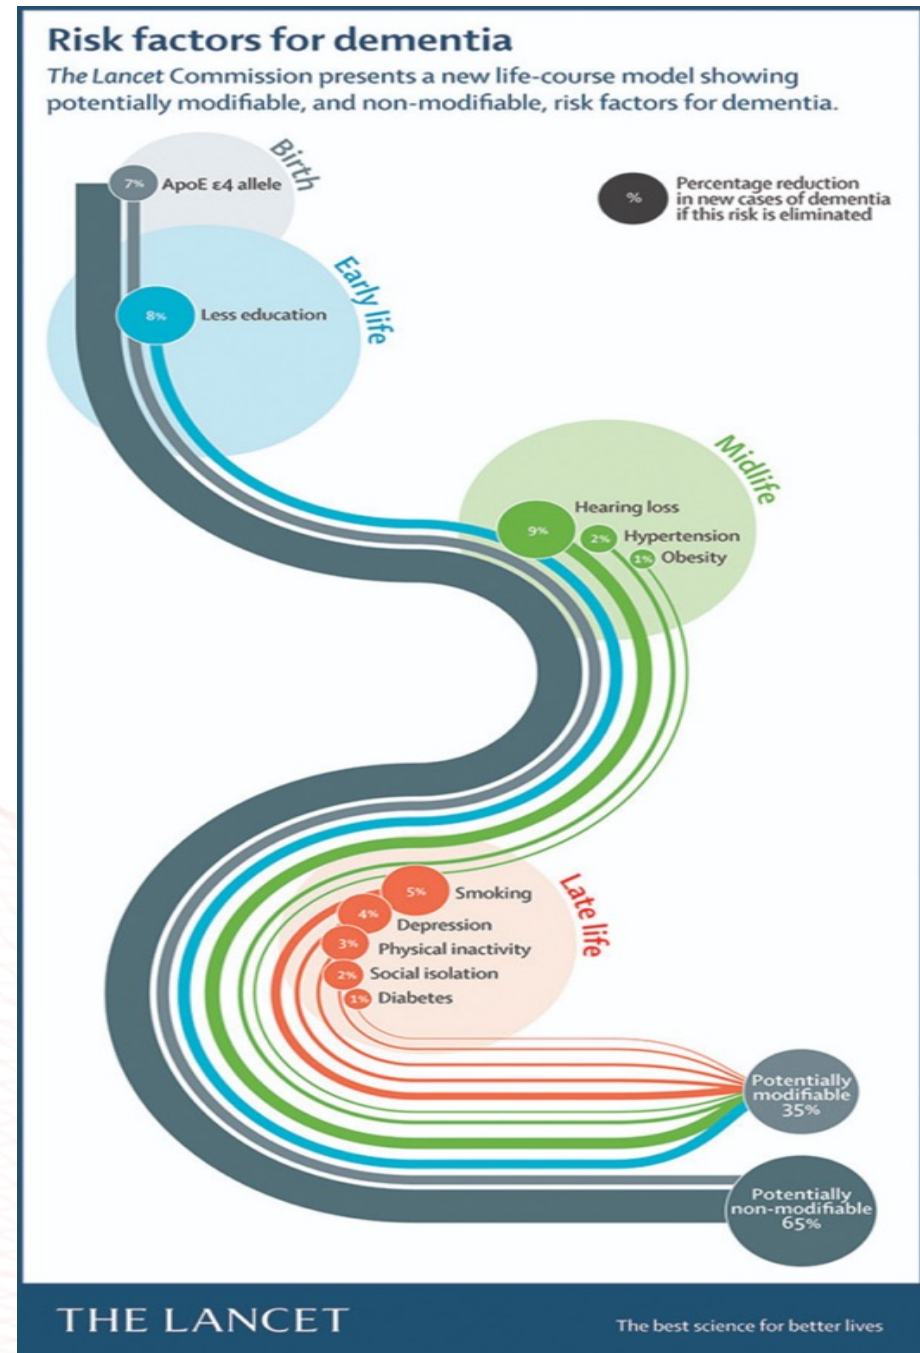 Risk factors for dementia
The Lancet Commission presents a new life-course model showing
potentially modifiable, and non-modifiable, risk factors for dementia.
Birth
7% ApoE ε4 allele
% Percentage reduction
in new cases of dementia
if this risk is eliminated
Early life
8% Less education
Midlife
Hearing loss
9%
2% Hypertension
1% Obesity
Late life
5% Smoking
4% Depression
3% Physical inactivity
2% Social isolation
1% Diabetes
Potentially
modifiable
35%
Potentially
non-modifiable
65%
THE LANCET
The best science for better lives